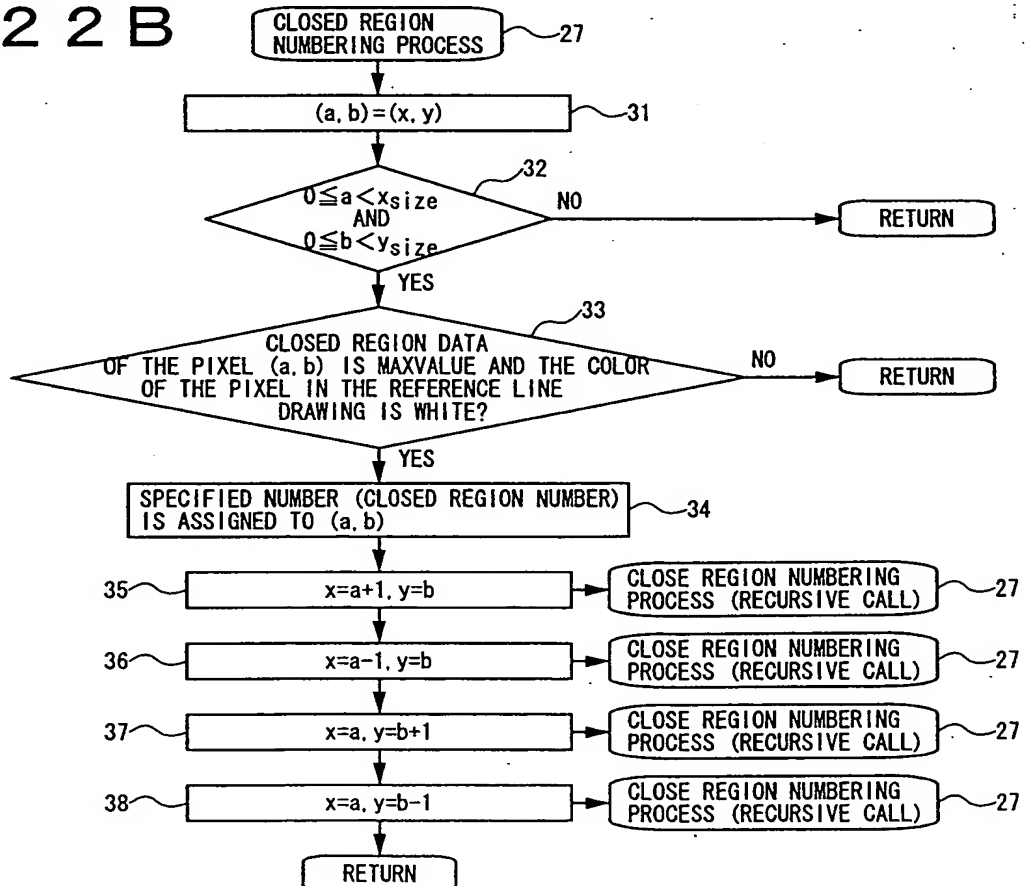 22B
CLOSED REGION
NUMBERING PROCESS
27
(a,b)=(x,y)
31
32
0≦a<xsize
AND
0≦b<ysize
NO
RETURN
YES
33
CLOSED REGION DATA
OF THE PIXEL (a,b) IS MAXVALUE AND THE COLOR
OF THE PIXEL IN THE REFERENCE LINE
DRAWING IS WHITE?
NO
RETURN
YES
SPECIFIED NUMBER (CLOSED REGION NUMBER)
IS ASSIGNED TO (a,b)
34
35
x=a+1, y=b
CLOSE REGION NUMBERING
PROCESS (RECURSIVE CALL)
27
36
x=a-1, y=b
CLOSE REGION NUMBERING
PROCESS (RECURSIVE CALL)
27
37
x=a, y=b+1
CLOSE REGION NUMBERING
PROCESS (RECURSIVE CALL)
27
38
x=a, y=b-1
CLOSE REGION NUMBERING
PROCESS (RECURSIVE CALL)
27
RETURN